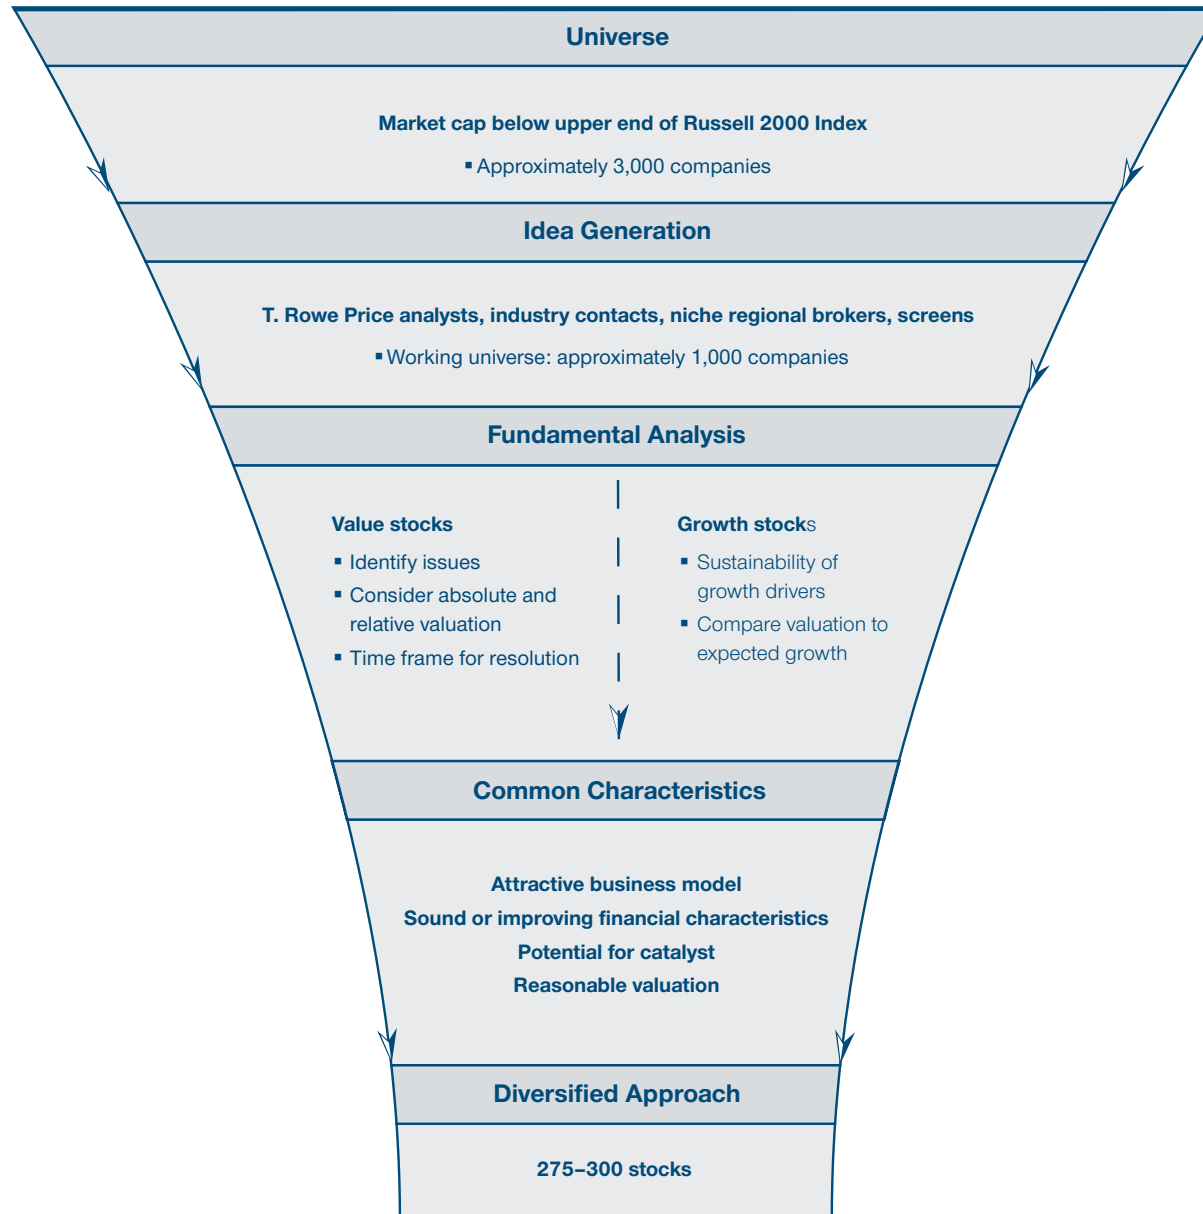 Universe
Market cap below upper end of Russell 2000 Index
▪ Approximately 3,000 companies
Idea Generation
T. Rowe Price analysts, industry contacts, niche regional brokers, screens
▪ Working universe: approximately 1,000 companies
Fundamental Analysis
Value stocks
▪ Identify issues
▪ Consider absolute and
relative valuation
▪ Time frame for resolution
Growth stocks
▪ Sustainability of
growth drivers
▪ Compare valuation to
expected growth
Common Characteristics
Attractive business model
Sound or improving financial characteristics
Potential for catalyst
Reasonable valuation
Diversified Approach
275–300 stocks